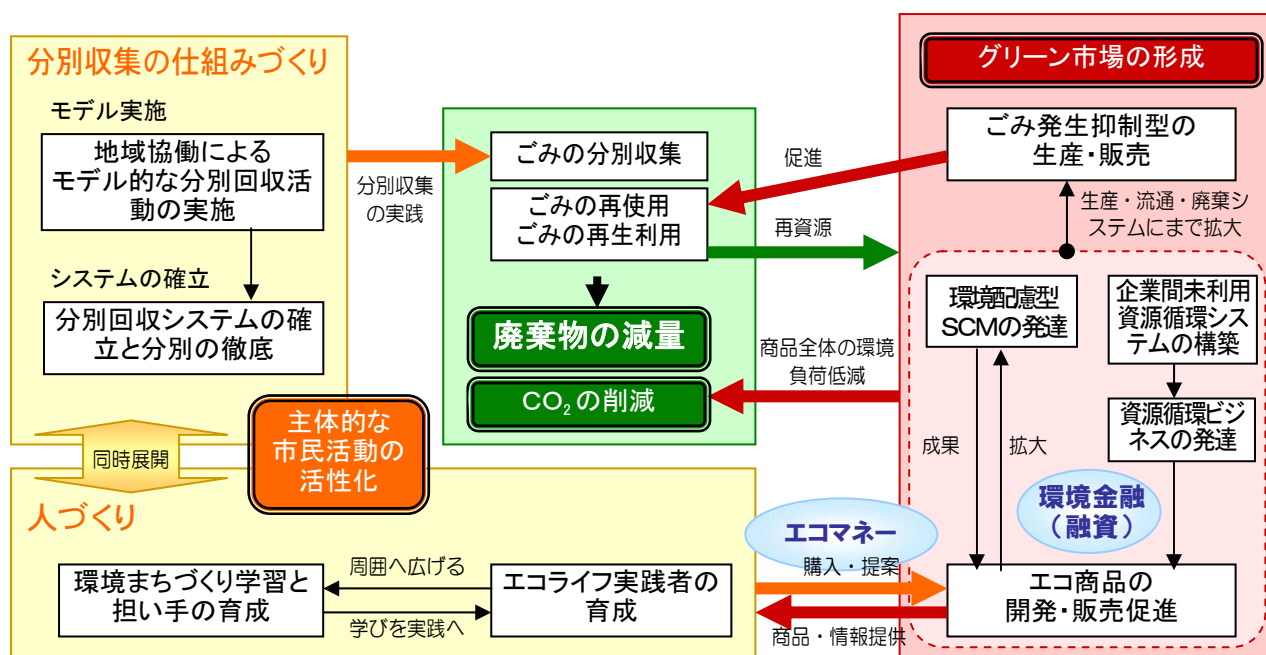 分別収集の仕組みづくり
モデル実施
地域協働による
モデル的な分別回収活
動の実施
システムの確立
分別回収システムの確
立と分別の徹底
同時展開
主体的な
市民活動の
活性化
人づくり
環境まちづくり学習と
担い手の育成
周囲へ広げる
学びを実践へ
エコライフ実践者の
育成
分別収集
の実践
ごみの分別収集
ごみの再使用
ごみの再生利用
廃棄物の減量
CO₂の削減
促進
再資源
商品全体の環境
負荷低減
エコマネー
購入・提案
商品・情報提供
グリーン市場の形成
ごみ発生抑制型の
生産・販売
生産・流通・廃棄シ
ステムにまで拡大
環境配慮型
SCMの発達
企業間未利用
資源循環シス
テムの構築
資源循環ビジ
ネスの発達
成果
拡大
環境金融
（融資）
エコ商品の
開発・販売促進